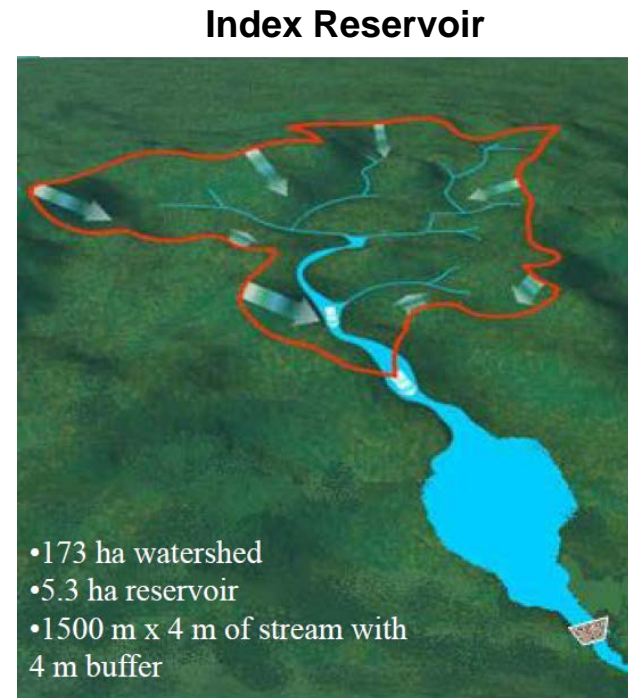 Index Reservoir
•173 ha watershed
•5.3 ha reservoir
•1500 m x 4 m of stream with
4 m buffer